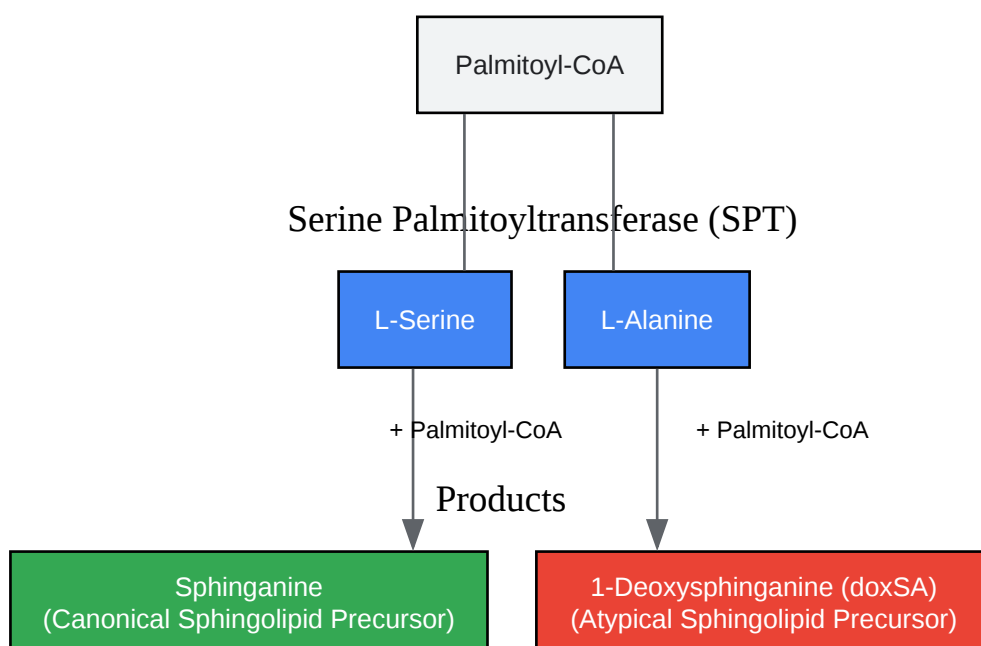 Palmitoyl-CoA
Serine Palmitoyltransferase (SPT)
L-Serine
L-Alanine
+ Palmitoyl-CoA
+ Palmitoyl-CoA
Products
Sphinganine
(Canonical Sphingolipid Precursor)
1-Deoxysphinganine (doxSA)
(Atypical Sphingolipid Precursor)